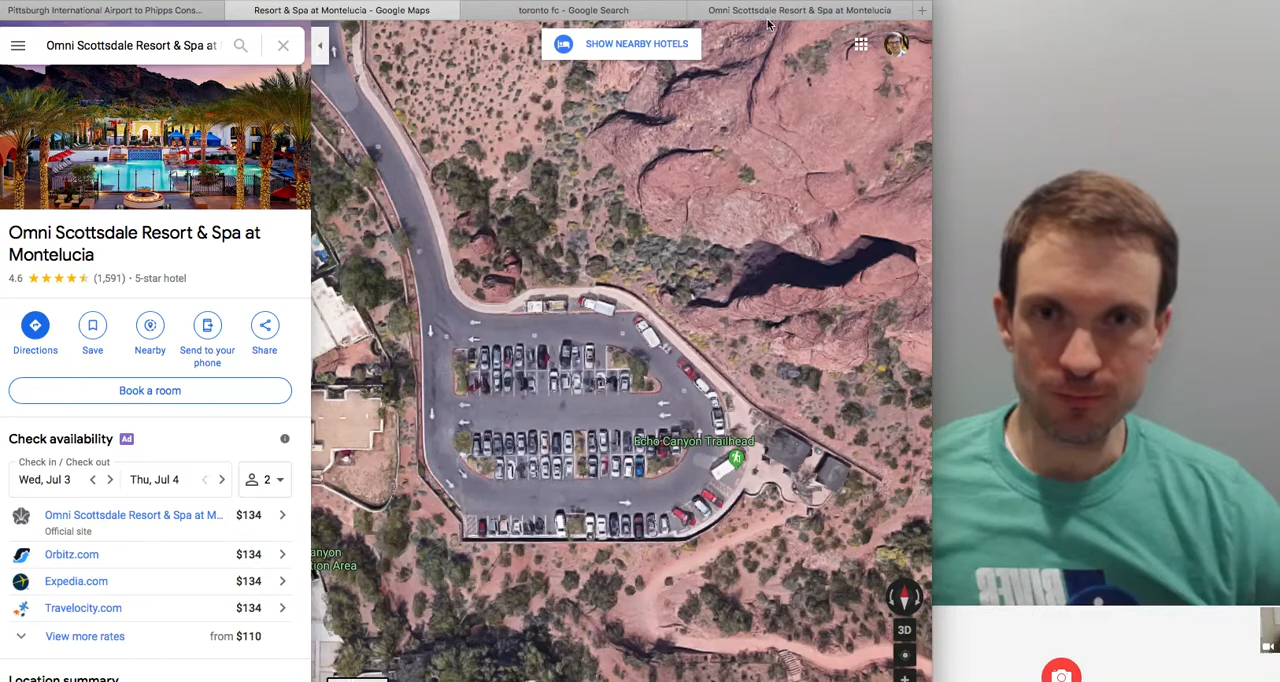 Pittsburgh International Airport to Phipps Cons...
Resort & Spa at Montelucia - Google Maps
toronto fc - Google Search
Omni Scottsdale Resort & Spa at Montelucia
Omni Scottsdale Resort & Spa at
SHOW NEARBY HOTELS
Omni Scottsdale Resort & Spa at
Montelucia
4.6 (1,591) · 5-star hotel
Directions
Save
Nearby
Send to your
phone
Share
Book a room
Check availability Ad
Check in / Check out
Wed, Jul 3
Thu, Jul 4
2
Omni Scottsdale Resort & Spa at M... $134
Official site
Orbitz.com $134
Expedia.com $134
Travelocity.com $134
View more rates from $110
Location summary
Echo Canyon Trailhead
anyon
tion Area
3D